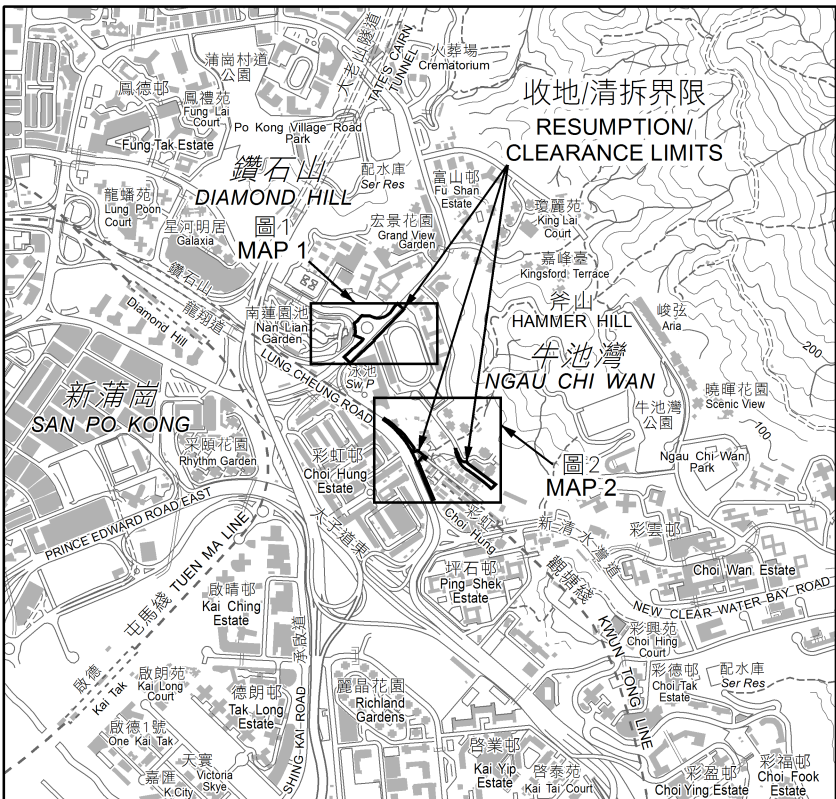 火葬場
Crematorium
蒲崗村道
公園
大老山隧道
TATE'S CAIRN
TUNNEL
收地/清拆界限
RESUMPTION/
CLEARANCE LIMITS
鳳德邨
鳳禮苑
Fung Lai
Court
Po Kong Village Road
Park
Fung Tak Estate
鑽石山
DIAMOND HILL
配水庫
Ser Res
富山邨
Fu Shan
Estate
龍蟠苑
Lung Poon
Court
星河明居
Galaxia
圖1
MAP 1
宏景花園
Grand View
Garden
瓊麗苑
King Lai
Court
嘉峰臺
Kingsford Terrace
鑽石山
龍翔道
Diamond Hill
南蓮園池
Nan Lian
Garden
斧山
HAMMER HILL
峻弦
Aria
200
LUNG CHEUNG ROAD
泳池
Sw P
牛池灣
NGAU CHI WAN
新蒲崗
SAN PO KONG
曉暉花園
Scenic View
牛池灣
公園
100
采頤花園
Rhythm Garden
彩虹邨
Choi Hung
Estate
圖2
MAP 2
Ngau Chi Wan
Park
PRINCE EDWARD ROAD EAST
太子道東
彩虹
Choi Hung
新清水灣道
彩雲邨
Choi Wan Estate
屯馬綫 TUEN MA LINE
坪石邨
Ping Shek
Estate
觀塘綫
KWUN TONG LINE
NEW CLEAR WATER BAY ROAD
啟晴邨
Kai Ching
Estate
承啟道
SHING KAI ROAD
彩興苑
Choi Hing
Court
啟德
Kai Tak
啟朗苑
Kai Long
Court
德朗邨
Tak Long
Estate
麗晶花園
Richland
Gardens
彩德邨
Choi Tak
Estate
配水庫
Ser Res
啟德1號
One Kai Tak
天寰
Victoria
Skye
嘉匯
K.City
啓業邨
Kai Yip
Estate
啓泰苑
Kai Tai Court
彩盈邨
Choi Ying Estate
彩福邨
Choi Fook
Estate